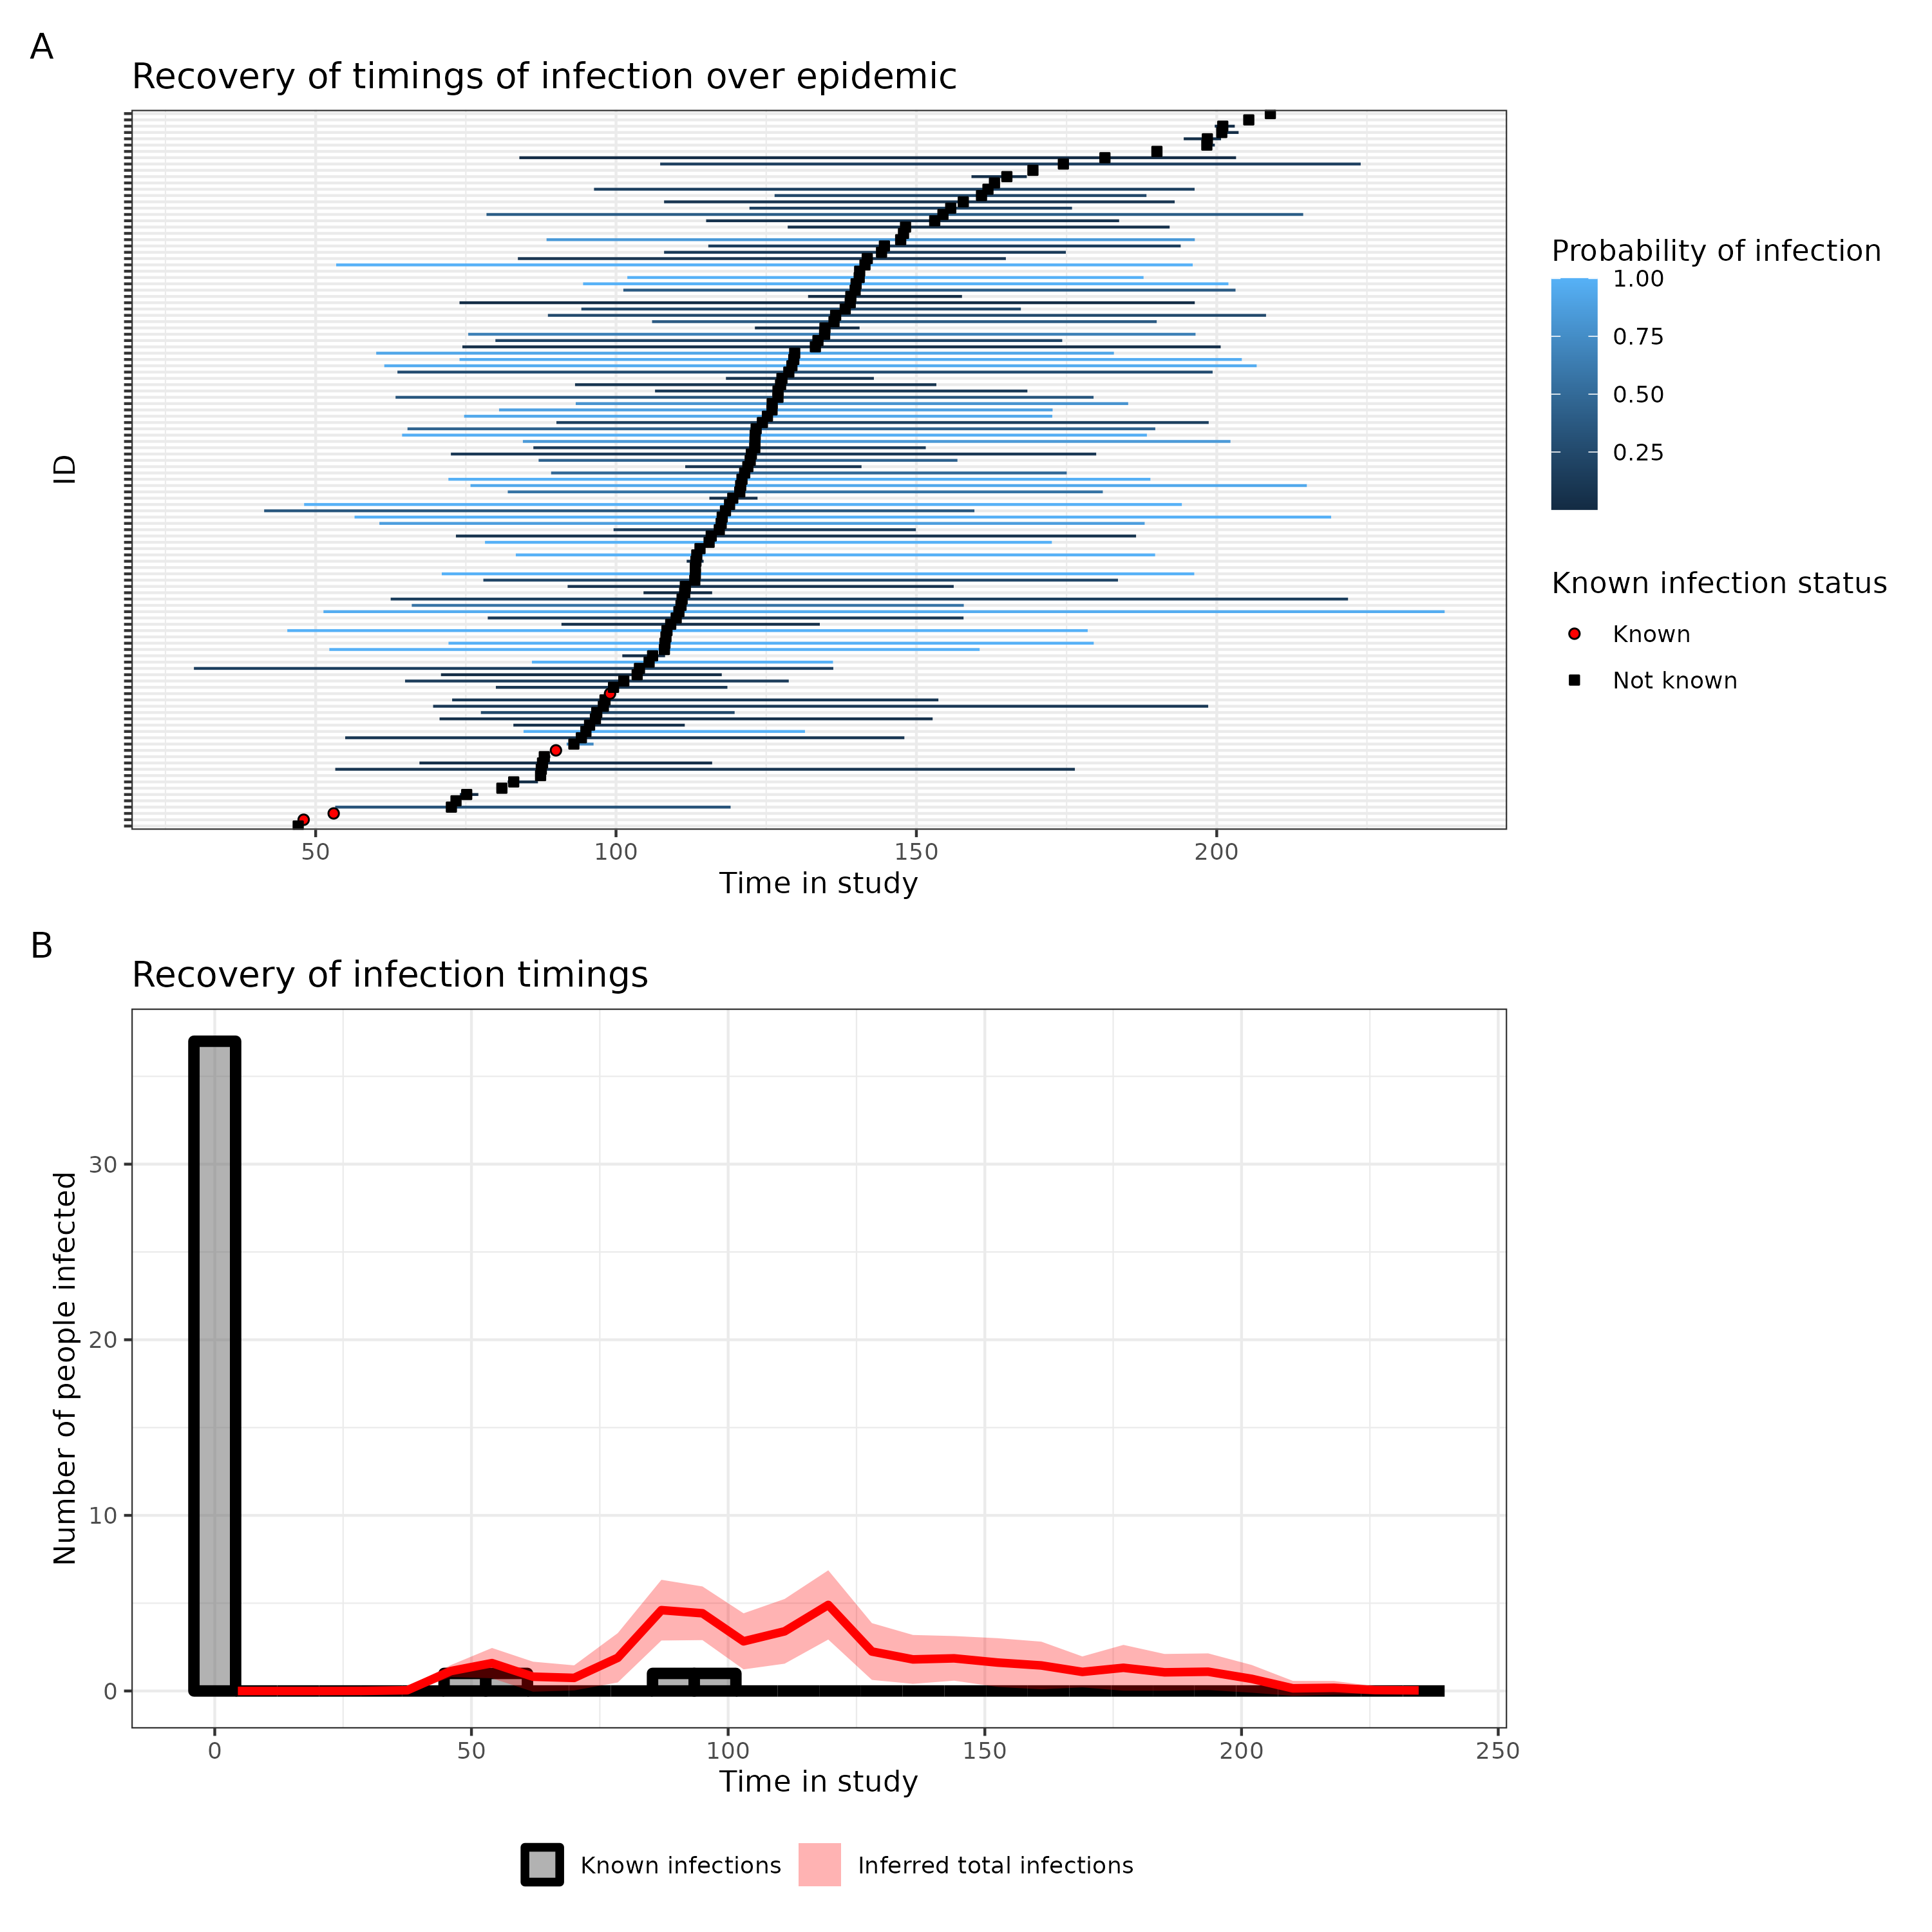 A
Recovery of timings of infection over epidemic
ID
50 100 150 200
Time in study
Probability of infection
1.00
0.75
0.50
0.25
Known infection status
Known
Not known
B
Recovery of infection timings
Number of people infected
30
20
10
0
0 50 100 150 200 250
Time in study
Known infections Inferred total infections